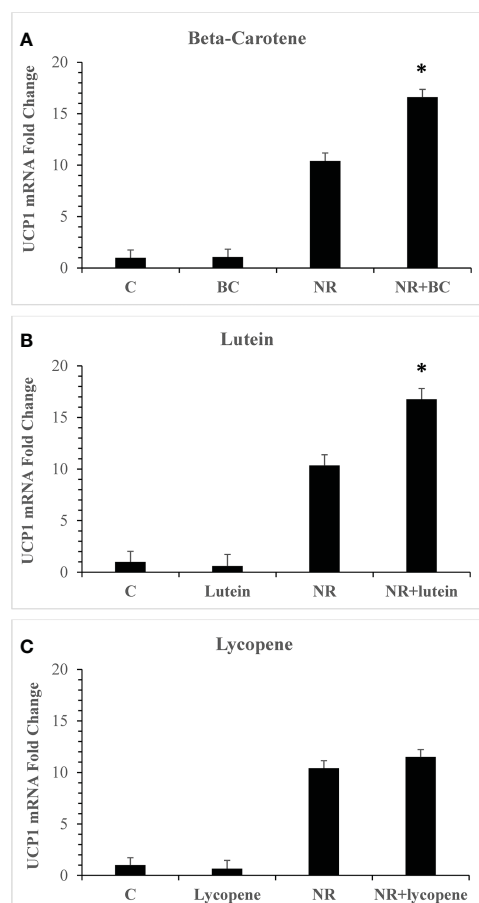 A
Beta-Carotene
UCP1 mRNA Fold Change
20
15
10
5
0
*
C BC NR NR+BC
B
Lutein
UCP1 mRNA Fold Change
20
15
10
5
0
*
C Lutein NR NR+lutein
C
Lycopene
UCP1 mRNA Fold Change
20
15
10
5
0
C Lycopene NR NR+lycopene